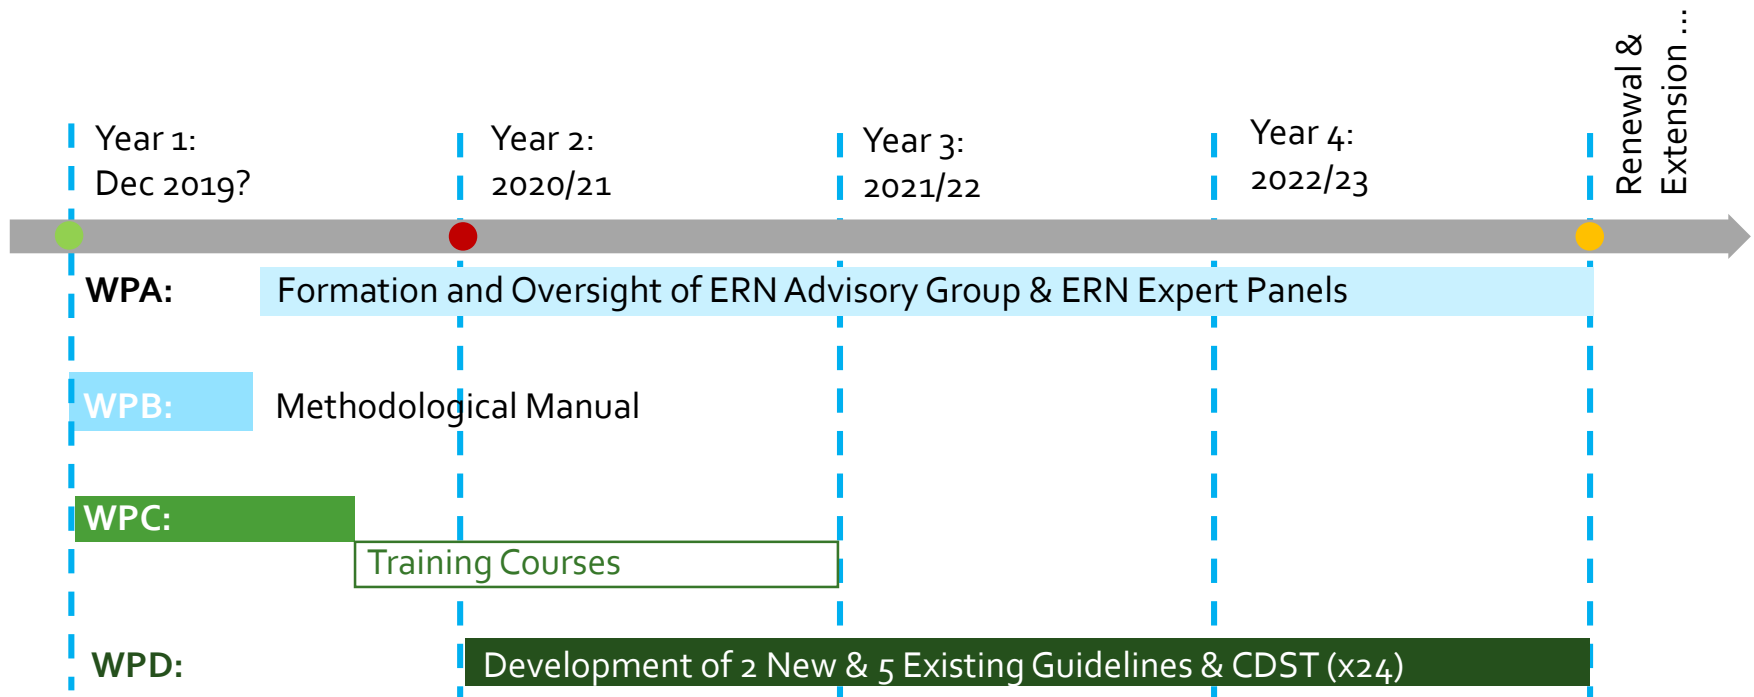 Renewal &
Extension ...
Year 1:
Dec 2019?
Year 2:
2020/21
Year 3:
2021/22
Year 4:
2022/23
WPA: Formation and Oversight of ERN Advisory Group & ERN Expert Panels
WPB: Methodological Manual
WPC:
Training Courses
WPD: Development of 2 New & 5 Existing Guidelines & CDST (x24)